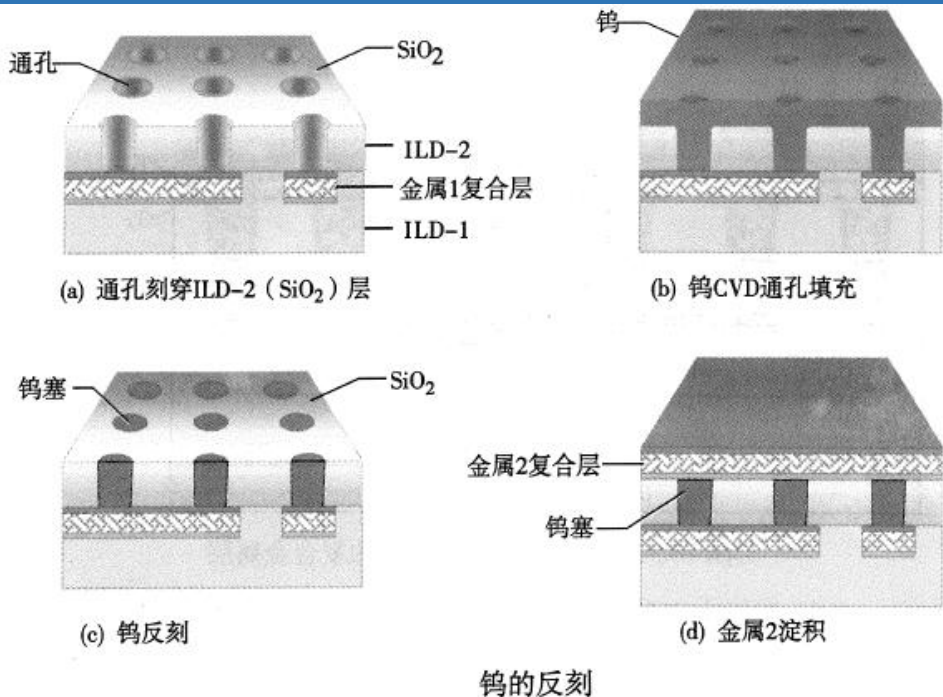 通孔
SiO₂
ILD-2
金属1复合层
ILD-1
(a) 通孔刻穿ILD-2（SiO₂）层
钨
(b) 钨CVD通孔填充
钨塞
SiO₂
(c) 钨反刻
金属2复合层
钨塞
(d) 金属2淀积
钨的反刻